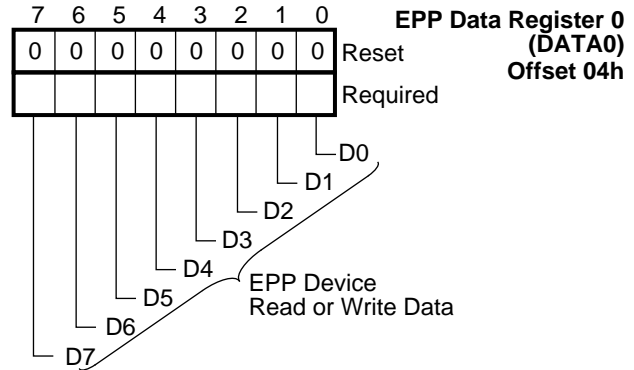 7 6 5 4 3 2 1 0
EPP Data Register 0
(DATA0)
Offset 04h
0 0 0 0 0 0 0 0 Reset
Required
D0
D1
D2
D3
D4
D5
D6
D7
EPP Device
Read or Write Data